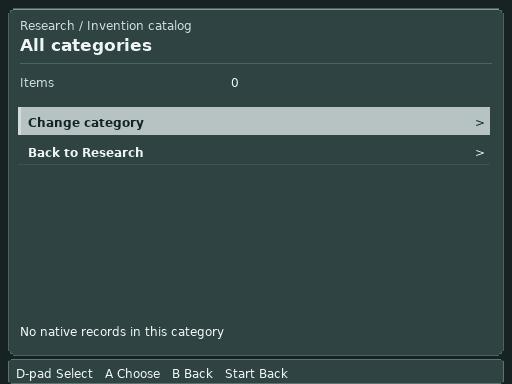 Research / Invention catalog
All categories
Items 0
Change category >
Back to Research >
No native records in this category
D-pad Select A Choose B Back Start Back